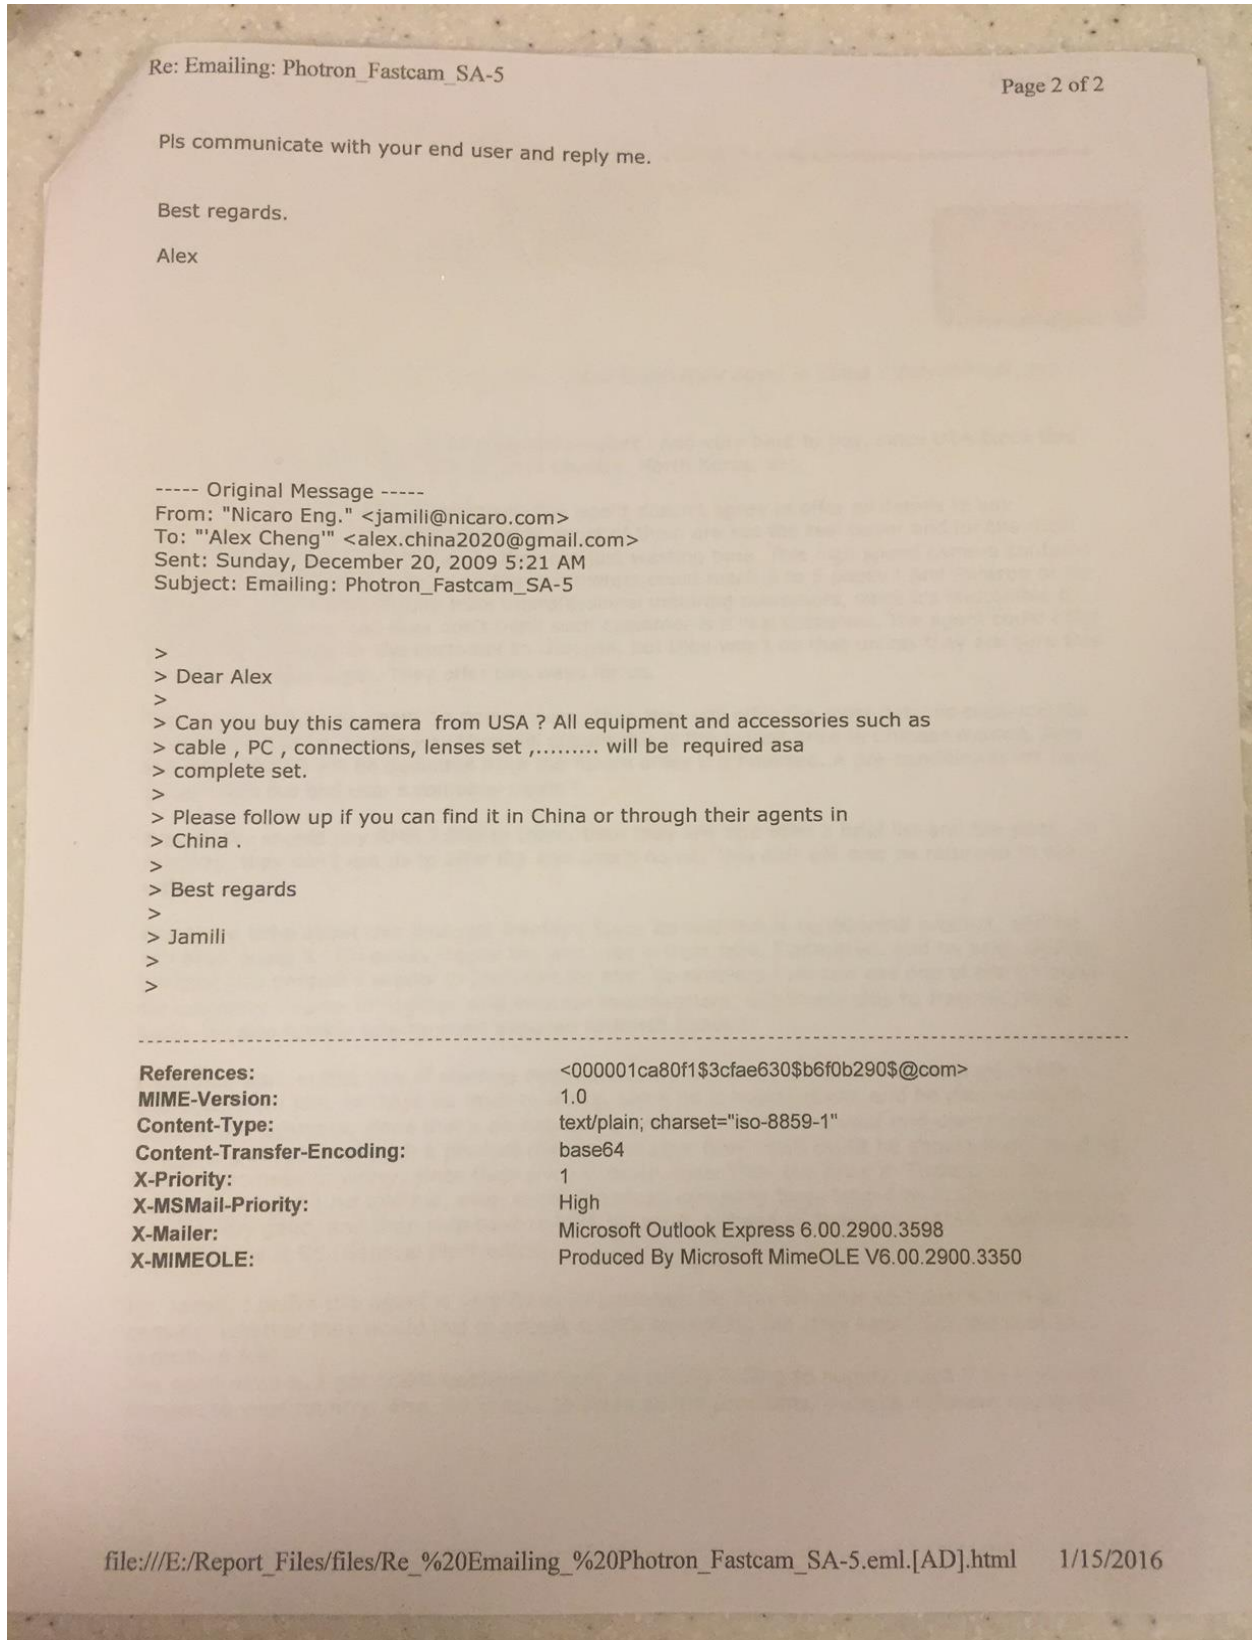 Re: Emailing: Photron_Fastcam_SA-5
Page 2 of 2
Pls communicate with your end user and reply me.
Best regards.
Alex
----- Original Message -----
From: "Nicaro Eng." <jamili@nicaro.com>
To: "'Alex Cheng'" <alex.china2020@gmail.com>
Sent: Sunday, December 20, 2009 5:21 AM
Subject: Emailing: Photron_Fastcam_SA-5
>
> Dear Alex
>
> Can you buy this camera  from USA ? All equipment and accessories such as
> cable , PC , connections, lenses set ,......... will be  required asa
> complete set.
>
> Please follow up if you can find it in China or through their agents in
> China .
>
> Best regards
>
> Jamili
>
>
References: <000001ca80f1$3cfae630$b6f0b290$@com>
MIME-Version: 1.0
Content-Type: text/plain; charset="iso-8859-1"
Content-Transfer-Encoding: base64
X-Priority: 1
X-MSMail-Priority: High
X-Mailer: Microsoft Outlook Express 6.00.2900.3598
X-MIMEOLE: Produced By Microsoft MimeOLE V6.00.2900.3350
file:///E:/Report_Files/files/Re_%20Emailing_%20Photron_Fastcam_SA-5.eml.[AD].html 1/15/2016